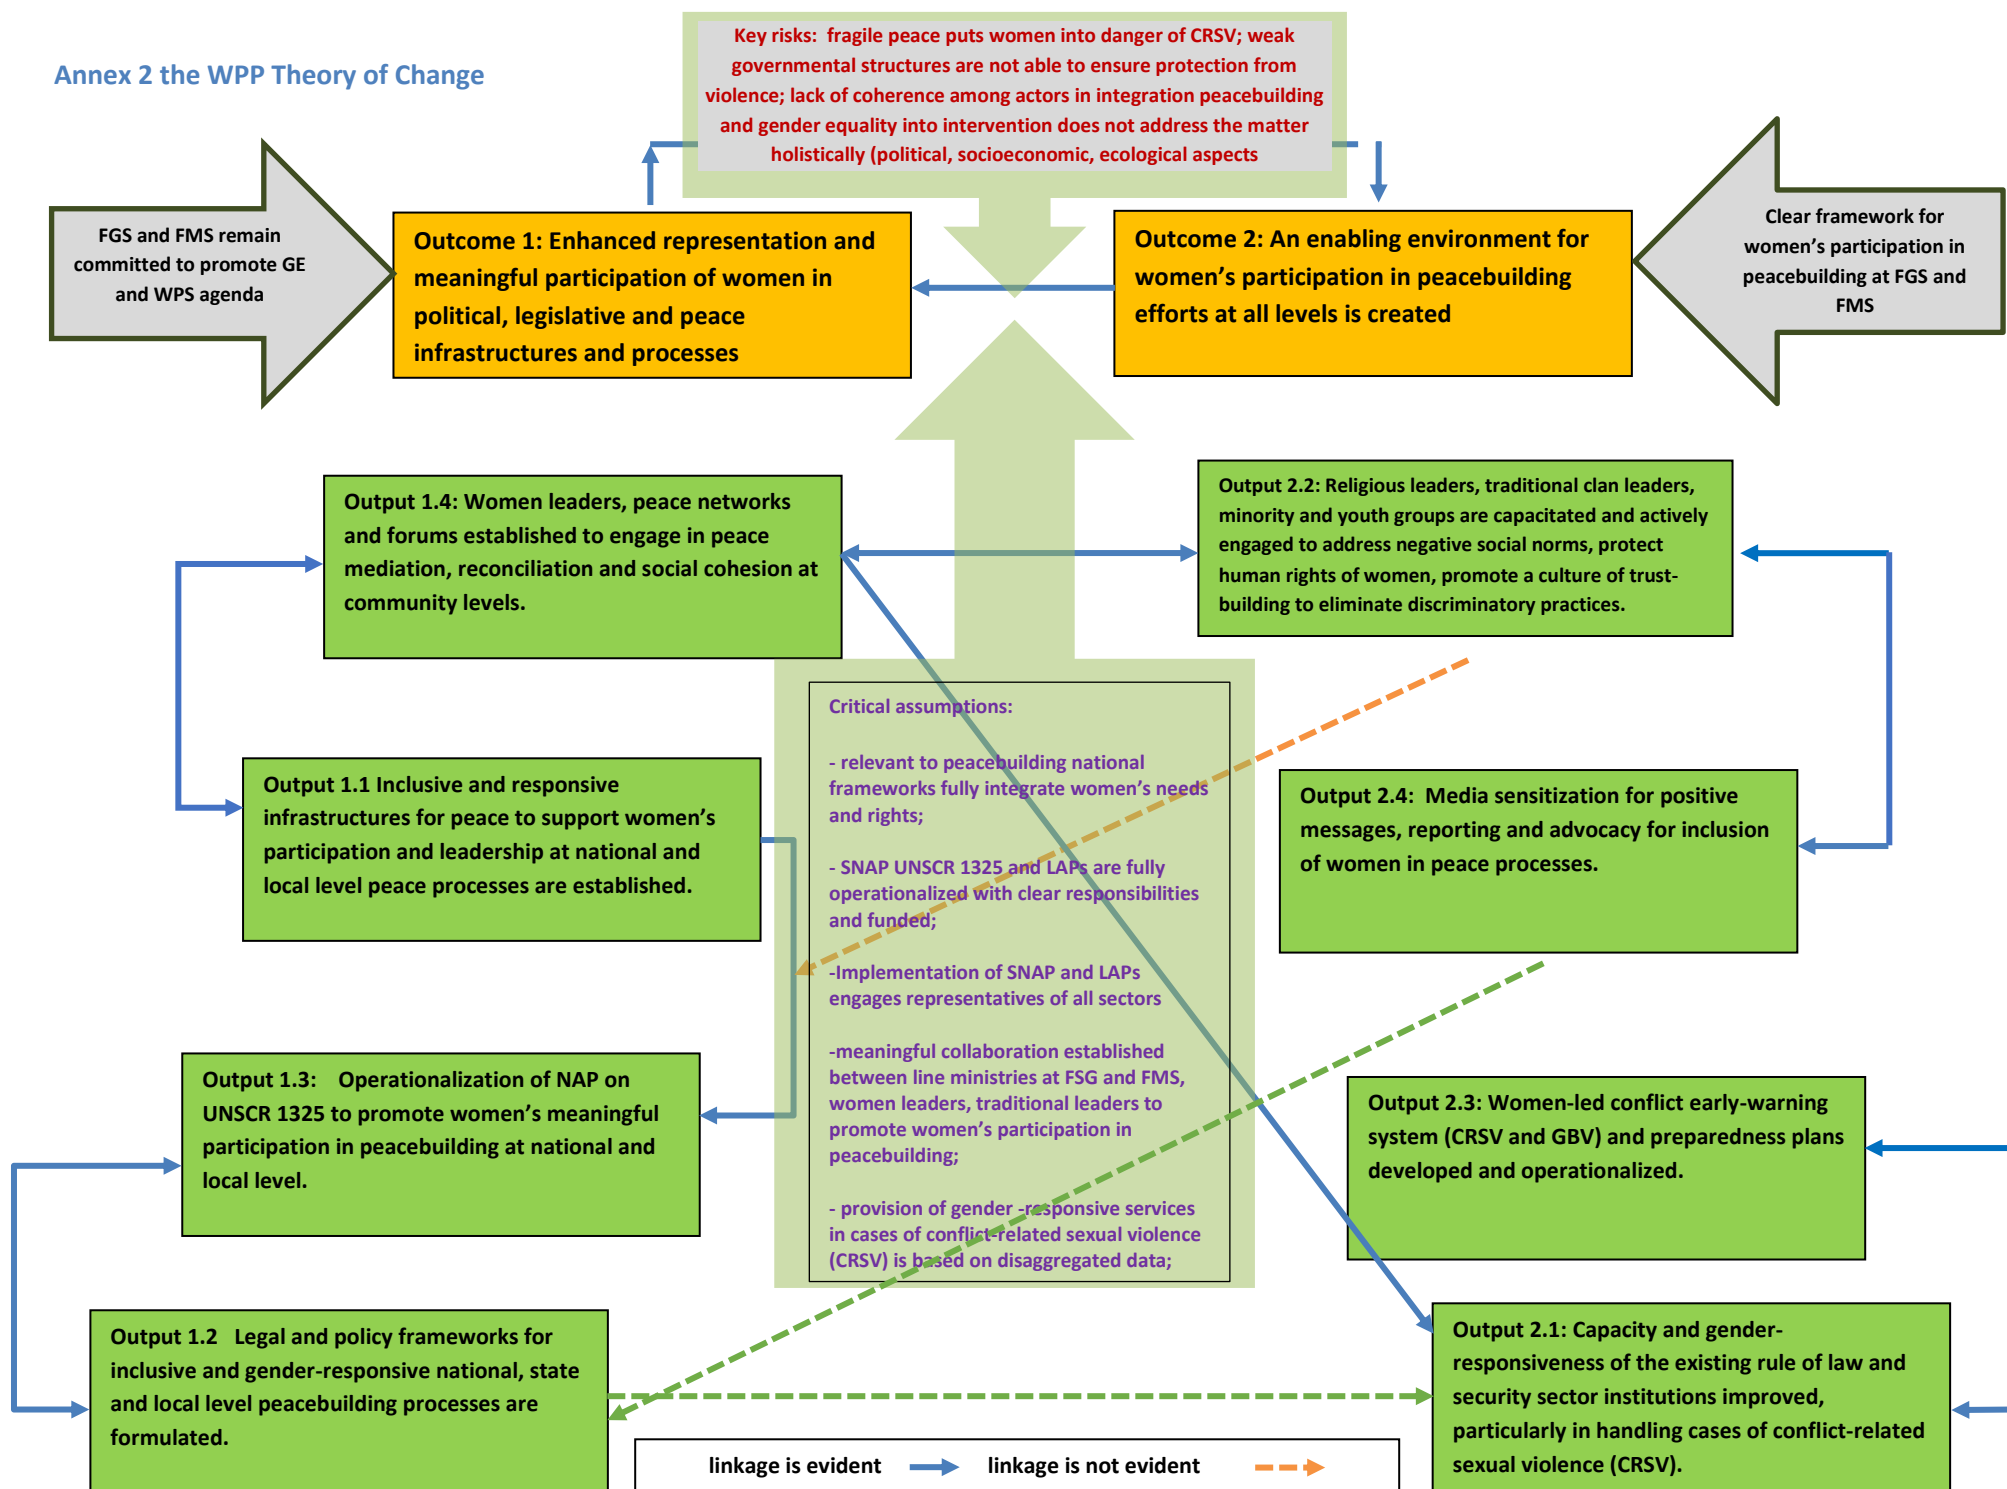 Annex 2 the WPP Theory of Change
Key risks:  fragile peace puts women into danger of CRSV; weak
governmental structures are not able to ensure protection from
violence; lack of coherence among actors in integration peacebuilding
and gender equality into intervention does not address the matter
holistically (political, socioeconomic, ecological aspects
FGS and FMS remain
committed to promote GE
and WPS agenda
Outcome 1: Enhanced representation and
meaningful participation of women in
political, legislative and peace
infrastructures and processes
Outcome 2: An enabling environment for
women’s participation in peacebuilding
efforts at all levels is created
Clear framework for
women’s participation in
peacebuilding at FGS and
FMS
Output 1.4: Women leaders, peace networks
and forums established to engage in peace
mediation, reconciliation and social cohesion at
community levels.
Output 2.2: Religious leaders, traditional clan leaders,
minority and youth groups are capacitated and actively
engaged to address negative social norms, protect
human rights of women, promote a culture of trust-
building to eliminate discriminatory practices.
Critical assumptions:
- relevant to peacebuilding national
frameworks fully integrate women’s needs
and rights;
- SNAP UNSCR 1325 and LAPs are fully
operationalized with clear responsibilities
and funded;
-Implementation of SNAP and LAPs
engages representatives of all sectors
-meaningful collaboration established
between line ministries at FSG and FMS,
women leaders, traditional leaders to
promote women’s participation in
peacebuilding;
- provision of gender -responsive services
in cases of conflict-related sexual violence
(CRSV) is based on disaggregated data;
Output 1.1 Inclusive and responsive
infrastructures for peace to support women’s
participation and leadership at national and
local level peace processes are established.
Output 2.4:  Media sensitization for positive
messages, reporting and advocacy for inclusion
of women in peace processes.
Output 1.3:    Operationalization of NAP on
UNSCR 1325 to promote women’s meaningful
participation in peacebuilding at national and
local level.
Output 2.3: Women-led conflict early-warning
system (CRSV and GBV) and preparedness plans
developed and operationalized.
Output 1.2   Legal and policy frameworks for
inclusive and gender-responsive national, state
and local level peacebuilding processes are
formulated.
Output 2.1: Capacity and gender-
responsiveness of the existing rule of law and
security sector institutions improved,
particularly in handling cases of conflict-related
sexual violence (CRSV).
linkage is evident linkage is not evident